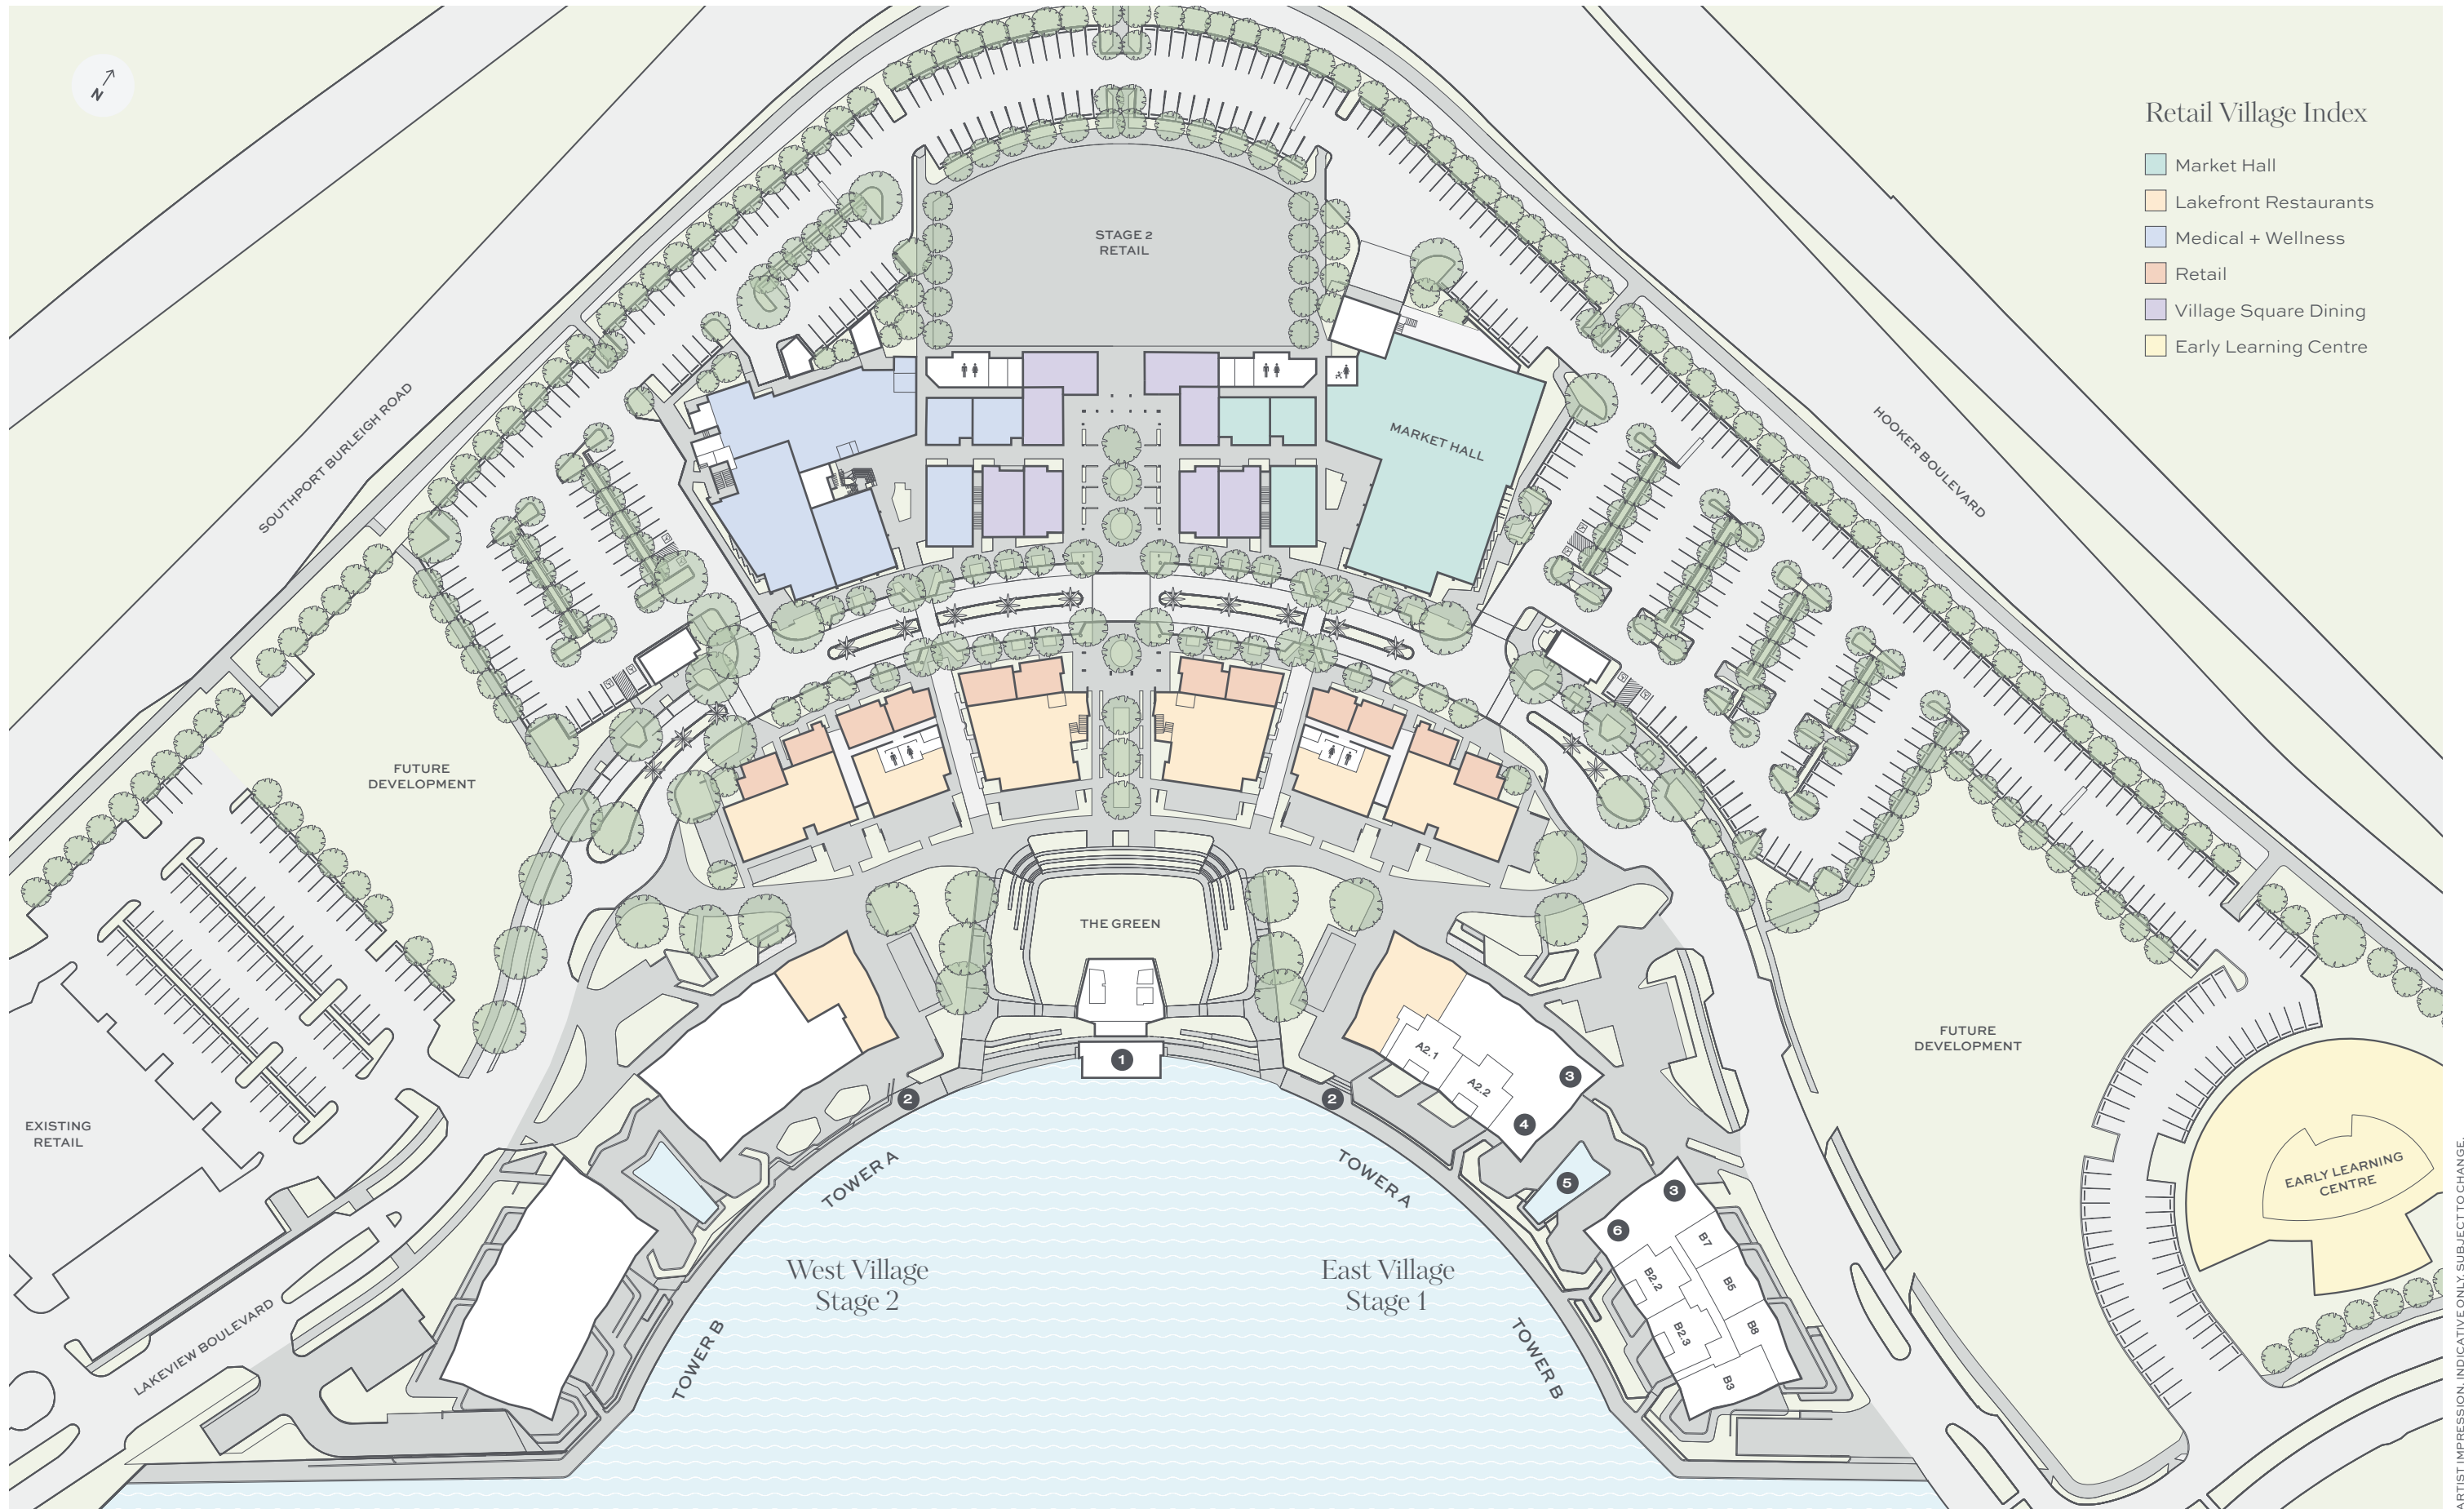 N
Retail Village Index
Market Hall
Lakefront Restaurants
Medical + Wellness
Retail
Village Square Dining
Early Learning Centre
STAGE 2
RETAIL
SOUTHPORT BURLEIGH ROAD
HOOKER BOULEVARD
MARKET HALL
FUTURE
DEVELOPMENT
THE GREEN
FUTURE
DEVELOPMENT
EXISTING
RETAIL
1
2
2
A2.1
A2.2
3
4
5
3
6
B7
B5
B2.2
B2.3
B3
EARLY LEARNING
CENTRE
TOWER A
TOWER A
West Village
Stage 2
East Village
Stage 1
TOWER B
TOWER B
LAKEVIEW BOULEVARD
ARTIST IMPRESSION. INDICATIVE ONLY. SUBJECT TO CHANGE.